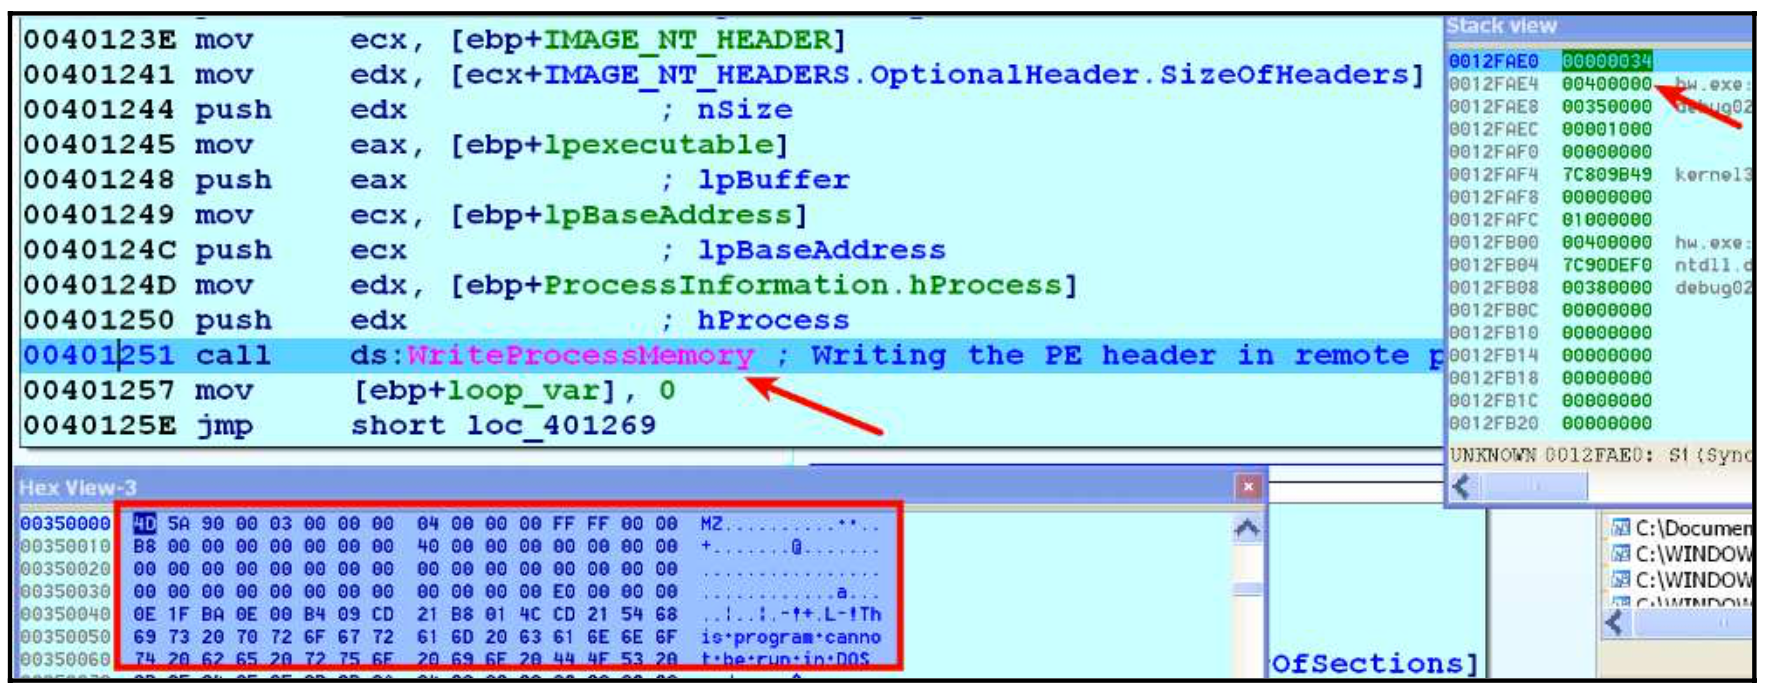 0040123E mov ecx, [ebp+IMAGE_NT_HEADER]
00401241 mov edx, [ecx+IMAGE_NT_HEADERS.OptionalHeader.SizeOfHeaders]
00401244 push edx ; nSize
00401245 mov eax, [ebp+lpexecutable]
00401248 push eax ; lpBuffer
00401249 mov ecx, [ebp+lpBaseAddress]
0040124C push ecx ; lpBaseAddress
0040124D mov edx, [ebp+ProcessInformation.hProcess]
00401250 push edx ; hProcess
00401251 call ds:WriteProcessMemory ; Writing the PE header in remote p
00401257 mov [ebp+loop_var], 0
0040125E jmp short loc_401269
Stack view
0012FAE0 00000034
0012FAE4 00400000 hw.exe:
0012FAE8 00350000 debug02
0012FAEC 00001000
0012FAF0 00000000
0012FAF4 7C809B49 kernel3
0012FAF8 00000000
0012FAFC 01000000
0012FB00 00400000 hw.exe:
0012FB04 7C90DEF0 ntdll.d
0012FB08 00380000 debug02
0012FB0C 00000000
0012FB10 00000000
0012FB14 00000000
0012FB18 00000000
0012FB1C 00000000
0012FB20 00000000
UNKNOWN 0012FAE0: St (Sync
Hex View-3
00350000 4D 5A 90 00 03 00 00 00 04 00 00 00 FF FF 00 00 MZ..........··..
00350010 B8 00 00 00 00 00 00 00 40 00 00 00 00 00 00 00 +.......@.......
00350020 00 00 00 00 00 00 00 00 00 00 00 00 00 00 00 00 ................
00350030 00 00 00 00 00 00 00 00 00 00 00 00 E0 00 00 00 ............a...
00350040 0E 1F BA 0E 00 B4 09 CD 21 B8 01 4C CD 21 54 68 ..¦..¦.-!+.L-!Th
00350050 69 73 20 70 72 6F 67 72 61 6D 20 63 61 6E 6E 6F is·program·canno
00350060 74 20 62 65 20 72 75 6E 20 69 6E 20 44 4F 53 20 t·be·run·in·DOS
OfSections]
C:\Documen
C:\WINDOW
C:\WINDOW
C:\WINDOW